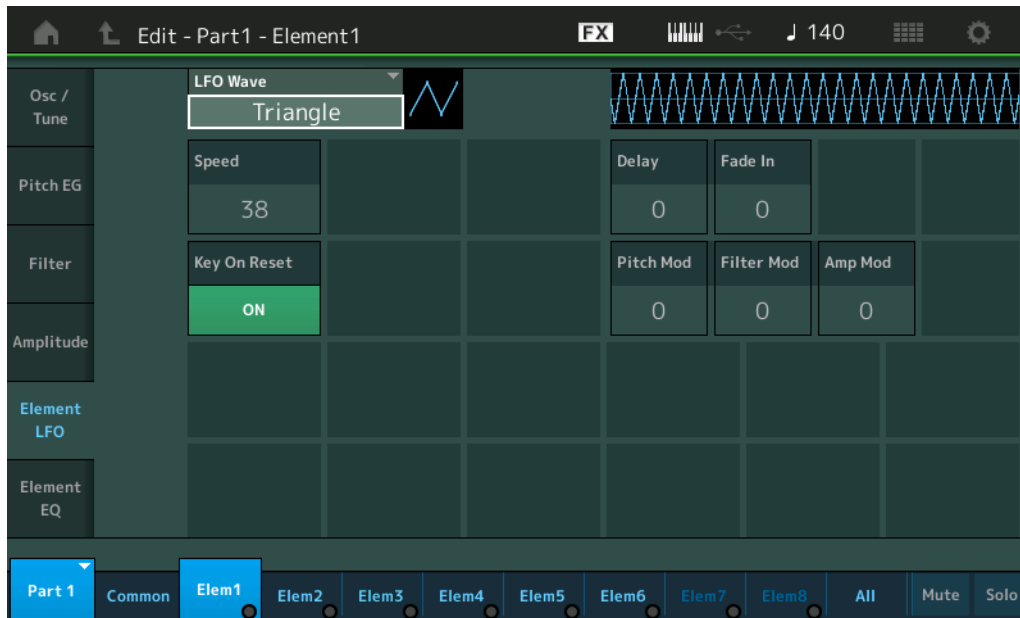 Edit - Part1 - Element1
FX
140
Osc /
Tune
Pitch EG
Filter
Amplitude
Element
LFO
Element
EQ
LFO Wave
Triangle
Speed
38
Delay
0
Fade In
0
Key On Reset
ON
Pitch Mod
0
Filter Mod
0
Amp Mod
0
Part 1
Common
Elem1
Elem2
Elem3
Elem4
Elem5
Elem6
Elem7
Elem8
All
Mute
Solo